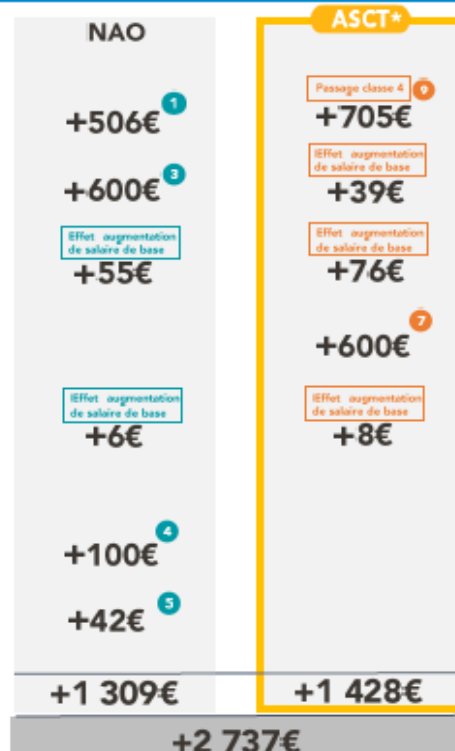 NAO
+506€ 1
+600€ 3
Effet augmentation
de salaire de base
+55€
IEffet augmentation
de salaire de base
+6€
+100€ 4
+42€ 5
+1 309€
ASCT*
Passage classe 4 9
+705€
IEffet augmentation
de salaire de base
+39€
Effet augmentation
de salaire de base
+76€
+600€ 7
IEffet augmentation
de salaire de base
+8€
+1 428€
+2 737€